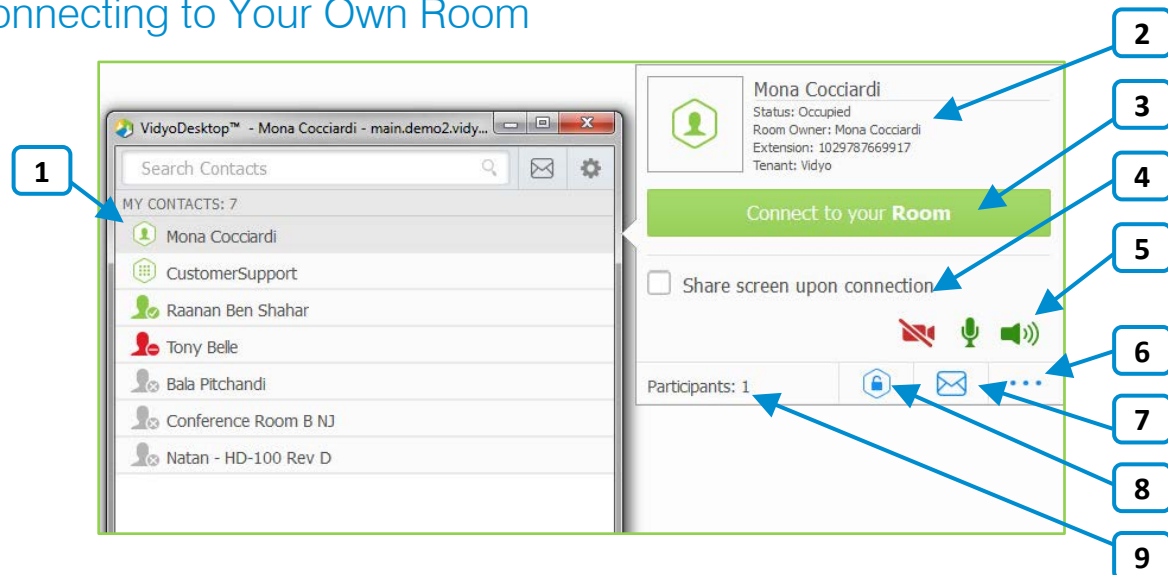 onnecting to Your Own Room
VidyoDesktop™ - Mona Cocciardi - main.demo2.vidy...
Search Contacts
MY CONTACTS: 7
Mona Cocciardi
CustomerSupport
Raanan Ben Shahar
Tony Belle
Bala Pitchandi
Conference Room B NJ
Natan - HD-100 Rev D
Mona Cocciardi
Status: Occupied
Room Owner: Mona Cocciardi
Extension: 1029787669917
Tenant: Vidyo
Connect to your Room
Share screen upon connection
Participants: 1
1
2
3
4
5
6
7
8
9